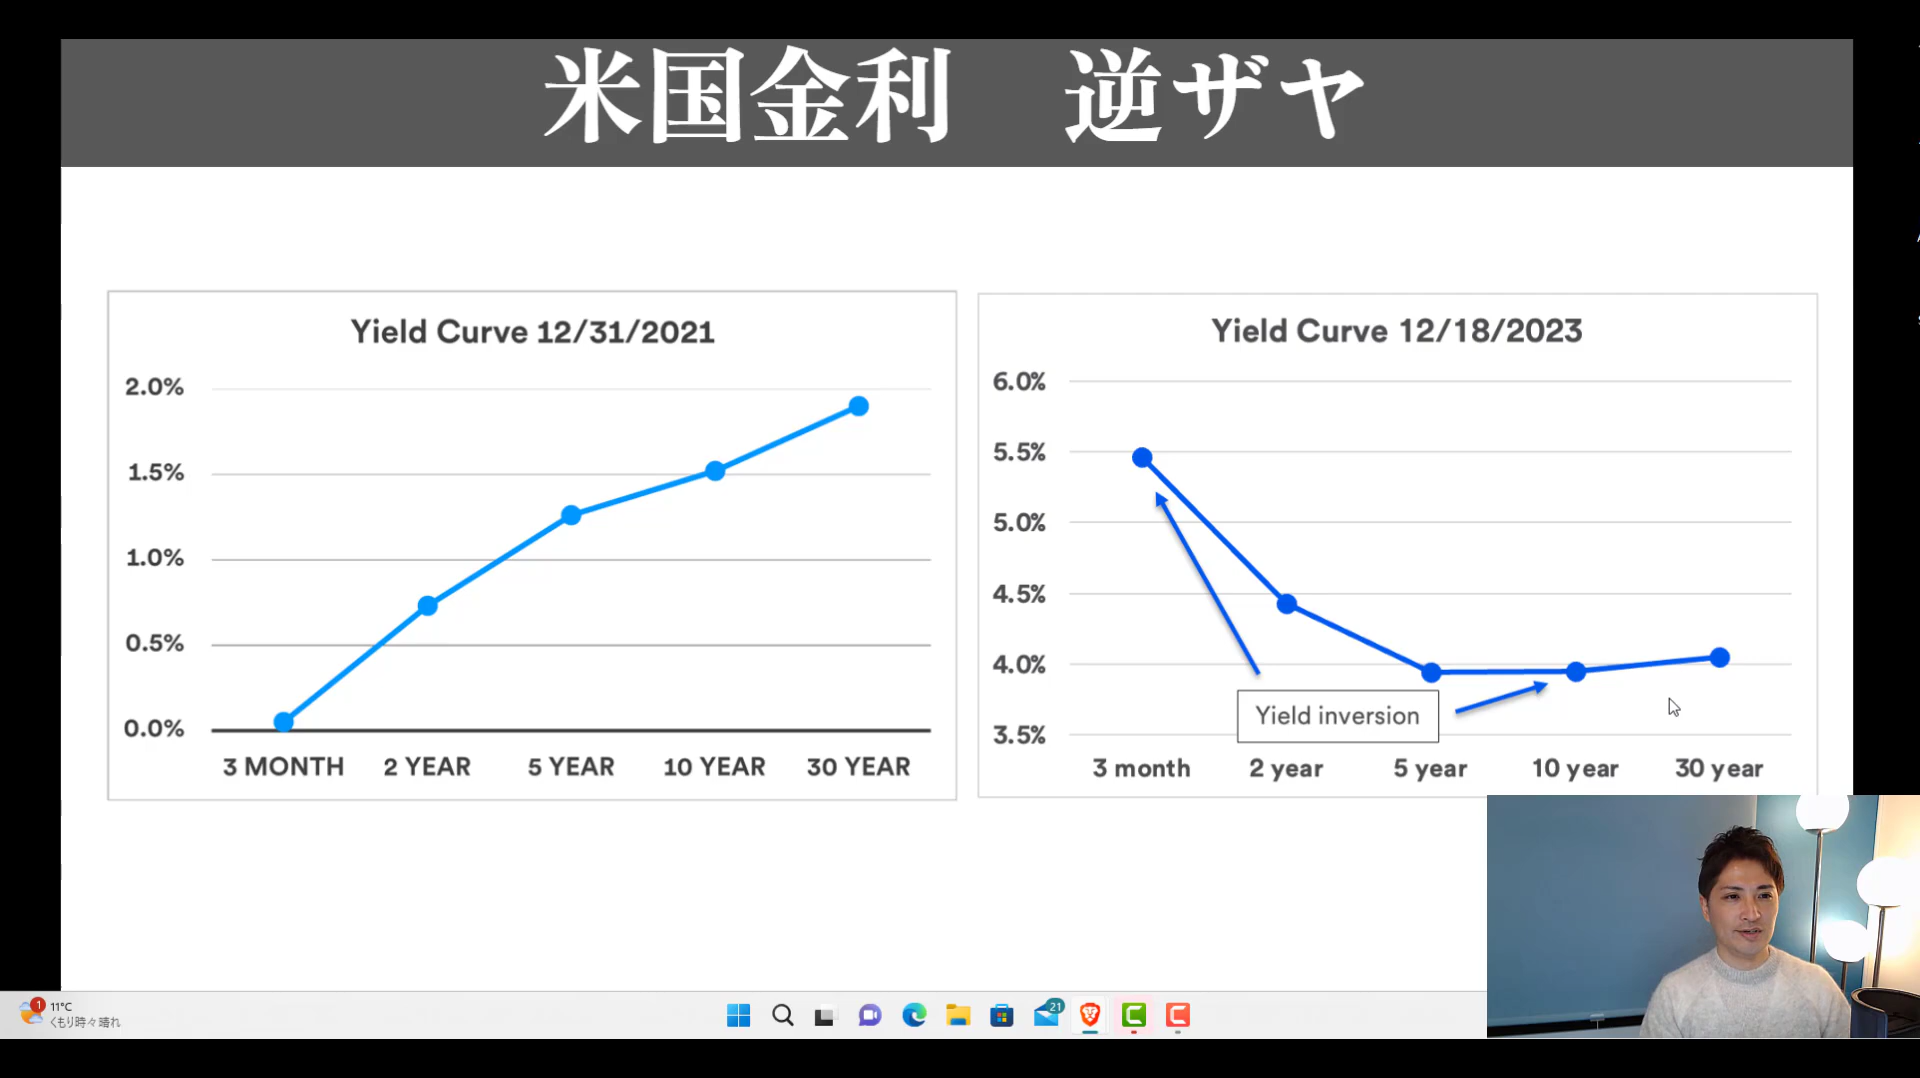 米国金利　逆ザヤ
Yield Curve 12/31/2021
2.0%
1.5%
1.0%
0.5%
0.0%
3 MONTH 2 YEAR 5 YEAR 10 YEAR 30 YEAR
Yield Curve 12/18/2023
6.0%
5.5%
5.0%
4.5%
4.0%
3.5%
Yield inversion
3 month 2 year 5 year 10 year 30 year
1
11°C
くもり時々晴れ
21